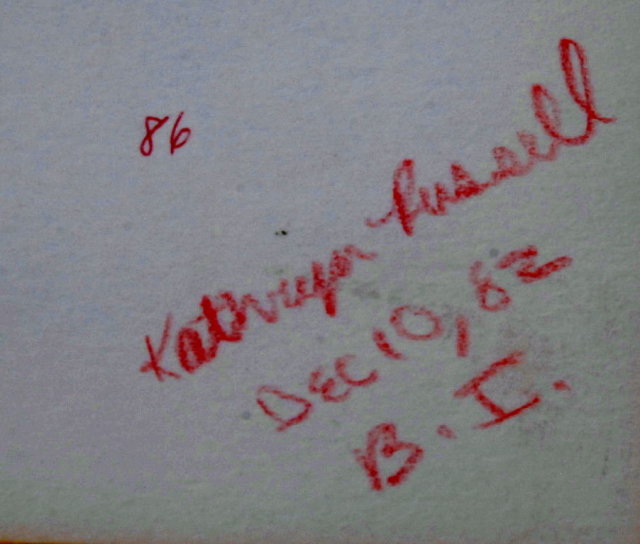 86
Kathryn Russell
DEC 10, 82
B. I.